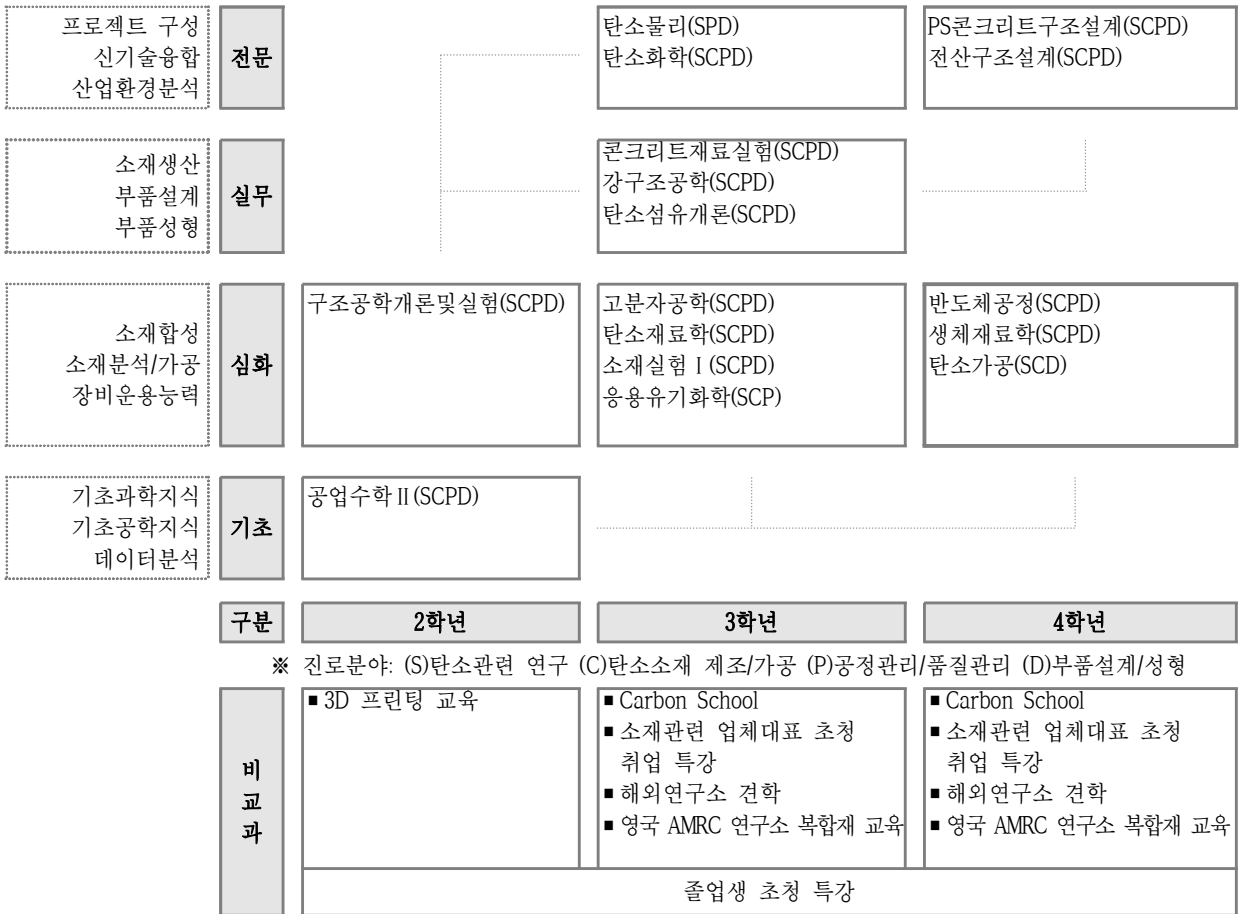 프로젝트 구성
신기술융합
산업환경분석
전문
탄소물리(SPD)
탄소화학(SCPD)
PS콘크리트구조설계(SCPD)
전산구조설계(SCPD)
소재생산
부품설계
부품성형
실무
콘크리트재료실험(SCPD)
강구조공학(SCPD)
탄소섬유개론(SCPD)
소재합성
소재분석/가공
장비운용능력
심화
구조공학개론및실험(SCPD)
고분자공학(SCPD)
탄소재료학(SCPD)
소재실험Ⅰ(SCPD)
응용유기화학(SCP)
반도체공정(SCPD)
생체재료학(SCPD)
탄소가공(SCD)
기초과학지식
기초공학지식
데이터분석
기초
공업수학Ⅱ(SCPD)
구분
2학년
3학년
4학년
※ 진로분야: (S)탄소관련 연구 (C)탄소소재 제조/가공 (P)공정관리/품질관리 (D)부품설계/성형
비
교
과
▪3D 프린팅 교육
▪Carbon School
▪소재관련 업체대표 초청
취업 특강
▪해외연구소 견학
▪영국 AMRC 연구소 복합재 교육
▪Carbon School
▪소재관련 업체대표 초청
취업 특강
▪해외연구소 견학
▪영국 AMRC 연구소 복합재 교육
졸업생 초청 특강